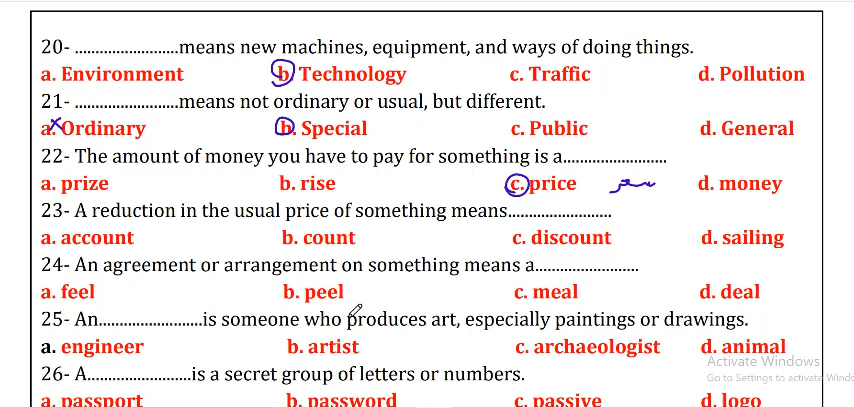 20- ..........................means new machines, equipment, and ways of doing things.
a. Environment b. Technology c. Traffic d. Pollution
21- ..........................means not ordinary or usual, but different.
a. Ordinary b. Special c. Public d. General
22- The amount of money you have to pay for something is a..........................
a. prize b. rise c. price سعر d. money
23- A reduction in the usual price of something means..........................
a. account b. count c. discount d. sailing
24- An agreement or arrangement on something means a..........................
a. feel b. peel c. meal d. deal
25- An..........................is someone who produces art, especially paintings or drawings.
a. engineer b. artist c. archaeologist d. animal
Activate Windows
Go to Settings to activate Windo
26- A..........................is a secret group of letters or numbers.
a. passport b. password c. passive d. logo